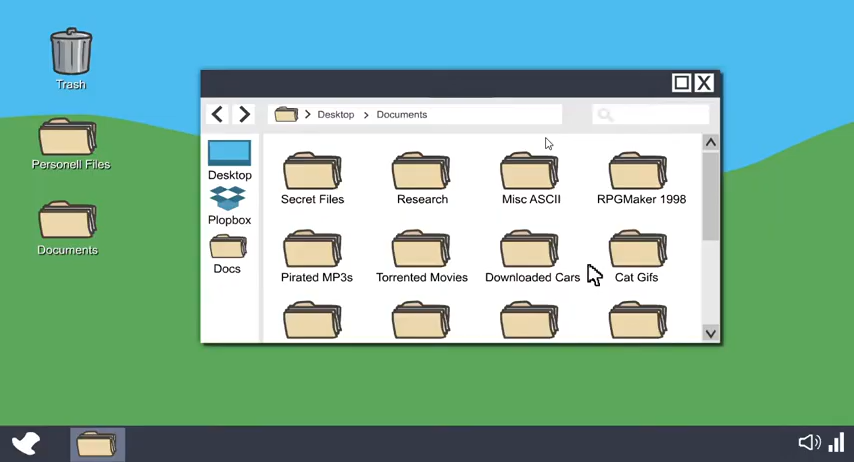 Trash
Personell Files
Documents
Desktop Documents
Desktop
Plopbox
Docs
Secret Files Research Misc ASCII RPGMaker 1998
Pirated MP3s Torrented Movies Downloaded Cars Cat Gifs